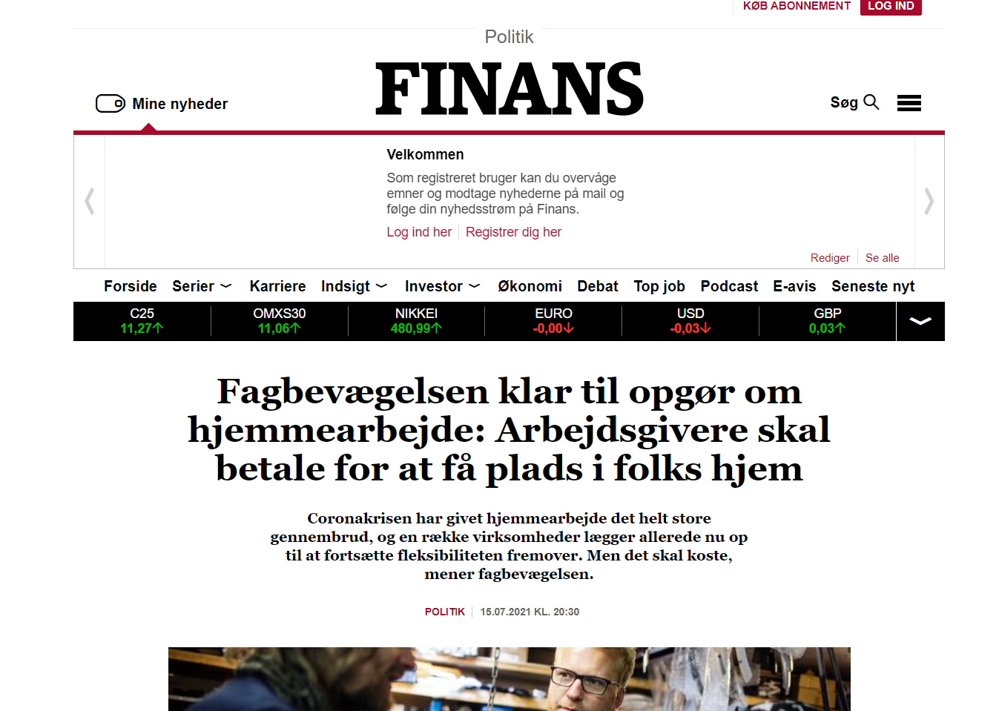 KØB ABONNEMENT LOG IND
Politik
FINANS
Mine nyheder
Søg
Velkommen
Som registreret bruger kan du overvåge
emner og modtage nyhederne på mail og
følge din nyhedsstrøm på Finans.
Log ind her Registrer dig her
Rediger Se alle
Forside Serier Karriere Indsigt Investor Økonomi Debat Top job Podcast E-avis Seneste nyt
C25 OMXS30 NIKKEI EURO USD GBP
11,27↑ 11,06↑ 480,99↑ -0,00↓ -0,03↓ 0,03↑
Fagbevægelsen klar til opgør om
hjemmearbejde: Arbejdsgivere skal
betale for at få plads i folks hjem
Coronakrisen har givet hjemmearbejde det helt store
gennembrud, og en række virksomheder lægger allerede nu op
til at fortsætte fleksibiliteten fremover. Men det skal koste,
mener fagbevægelsen.
POLITIK 15.07.2021 KL. 20:30